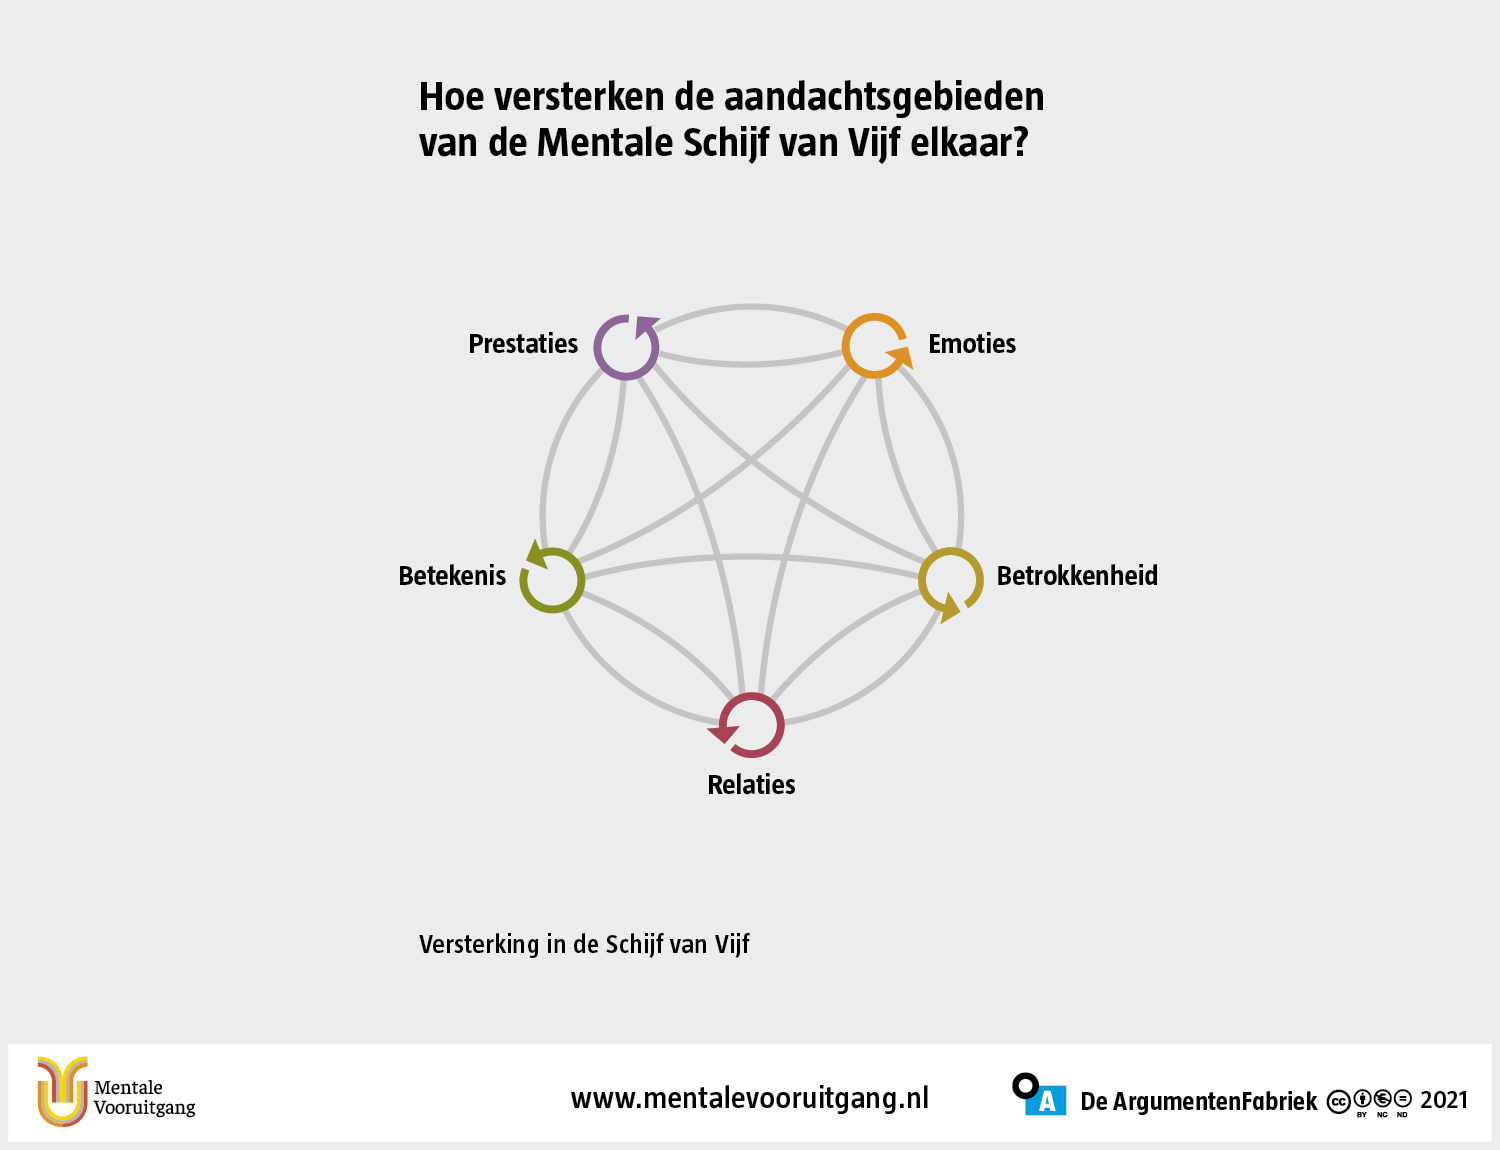 Hoe versterken de aandachtsgebieden
van de Mentale Schijf van Vijf elkaar?
Prestaties
Emoties
Betekenis
Betrokkenheid
Relaties
Versterking in de Schijf van Vijf
Mentale
Vooruitgang
www.mentalevooruitgang.nl
A
De ArgumentenFabriek cc 2021
BY NC ND